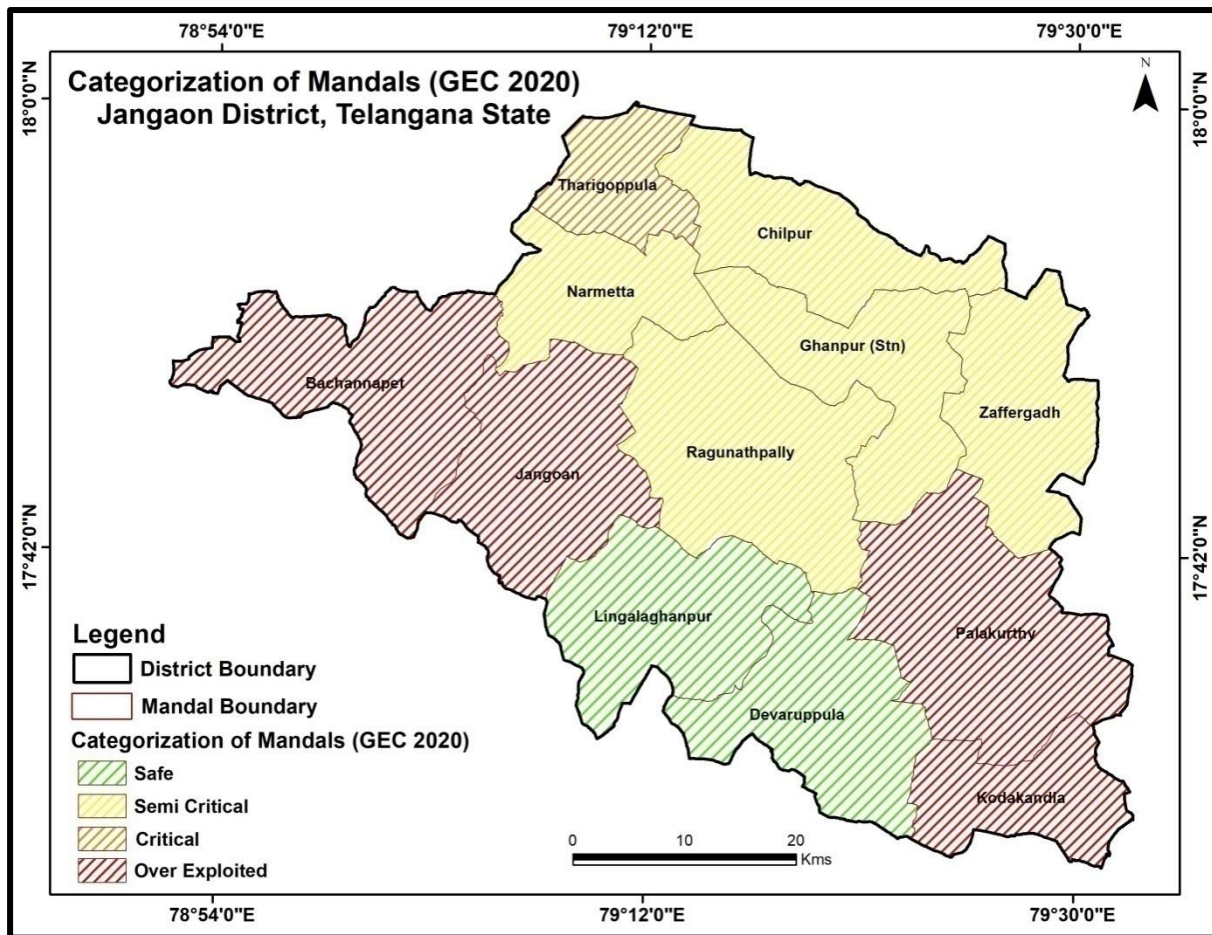 78°54'0"E
79°12'0"E
79°30'0"E
Categorization of Mandals (GEC 2020)
Jangaon District, Telangana State
N
18°0'0"N
18°0'0"N
Tharigoppula
Chilpur
Narmetta
Ghanpur (Stn)
Bachannapet
Zaffergadh
Ragunathpally
Jangoan
17°42'0"N
17°42'0"N
Lingalaghanpur
Palakurthy
Devaruppula
Kodakandla
Legend
District Boundary
Mandal Boundary
Categorization of Mandals (GEC 2020)
Safe
Semi Critical
Critical
Over Exploited
0 10 20
Kms
78°54'0"E
79°12'0"E
79°30'0"E